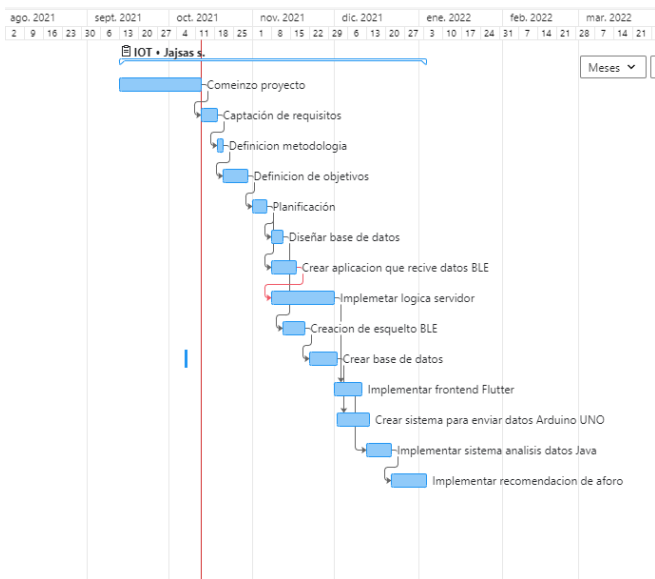 ago. 2021 sept. 2021 oct. 2021 nov. 2021 dic. 2021 ene. 2022 feb. 2022 mar. 2022
2 9 16 23 30 6 13 20 27 4 11 18 25 1 8 15 22 29 6 13 20 27 3 10 17 24 31 7 14 21 28 7 14 21
IOT • Jajsas s.
Meses
Comeinzo proyecto
Captación de requisitos
Definicion metodologia
Definicion de objetivos
Planificación
Diseñar base de datos
Crear aplicacion que recive datos BLE
Implemetar logica servidor
Creacion de esquelto BLE
Crear base de datos
Implementar frontend Flutter
Crear sistema para enviar datos Arduino UNO
Implementar sistema analisis datos Java
Implementar recomendacion de aforo